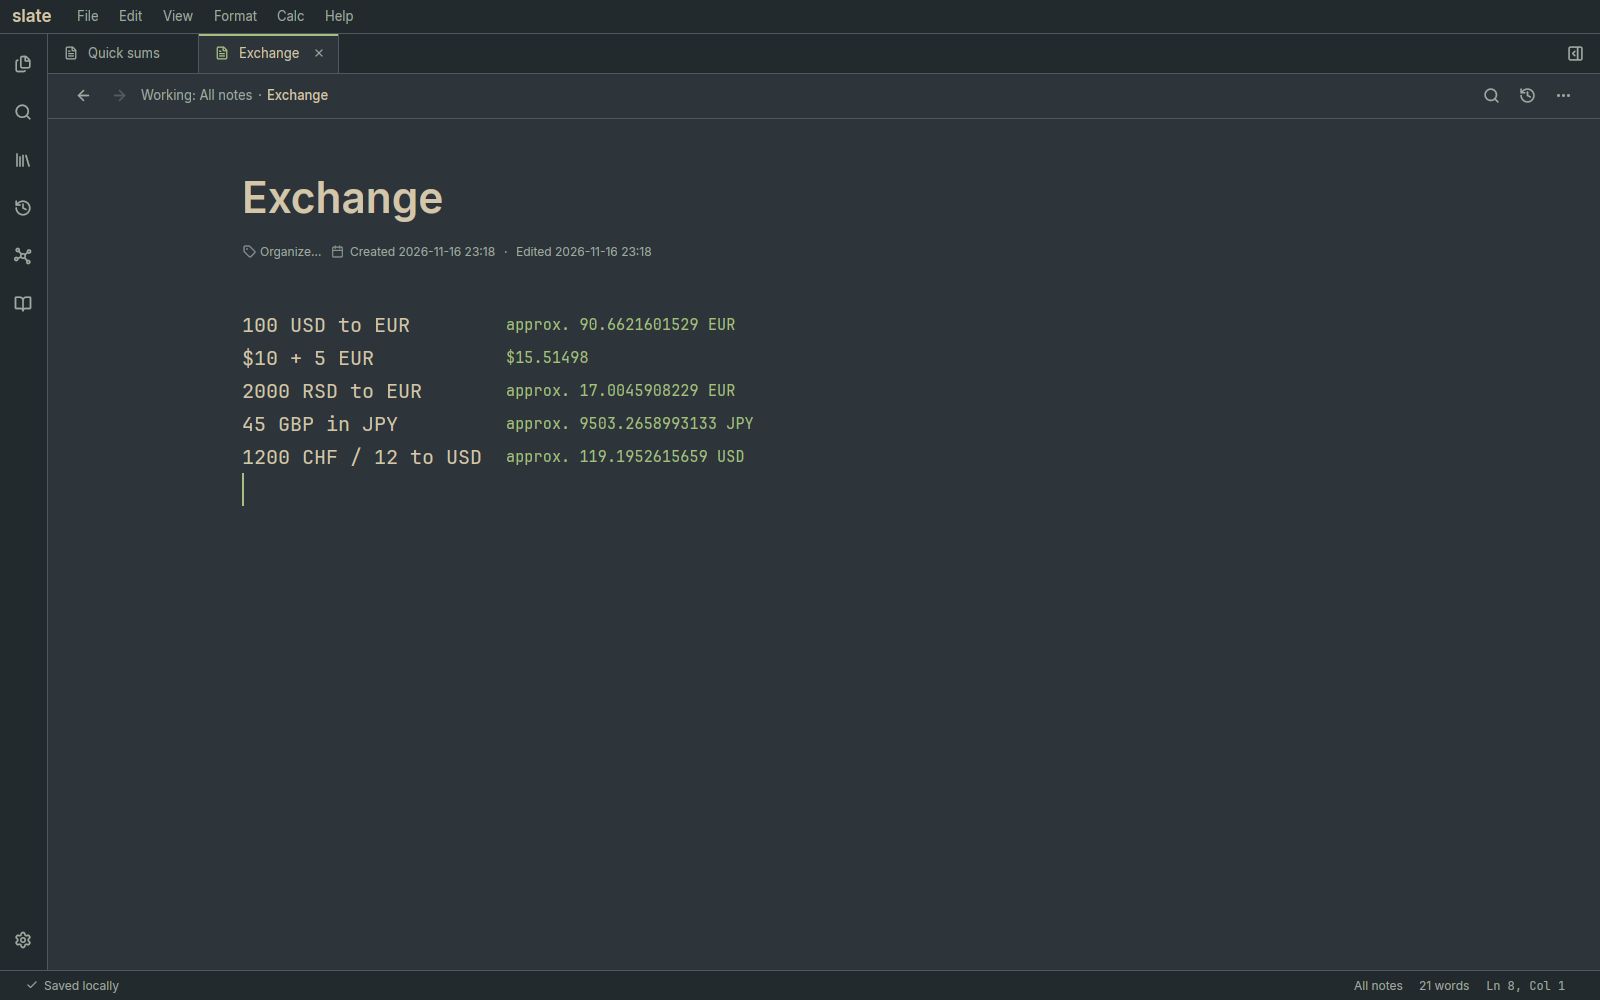 slate File Edit View Format Calc Help
Quick sums Exchange
Working: All notes · Exchange
Exchange
Organize... Created 2026-11-16 23:18 · Edited 2026-11-16 23:18
100 USD to EUR approx. 90.6621601529 EUR
$10 + 5 EUR $15.51498
2000 RSD to EUR approx. 17.0045908229 EUR
45 GBP in JPY approx. 9503.2658993133 JPY
1200 CHF / 12 to USD approx. 119.1952615659 USD
Saved locally All notes 21 words Ln 8, Col 1